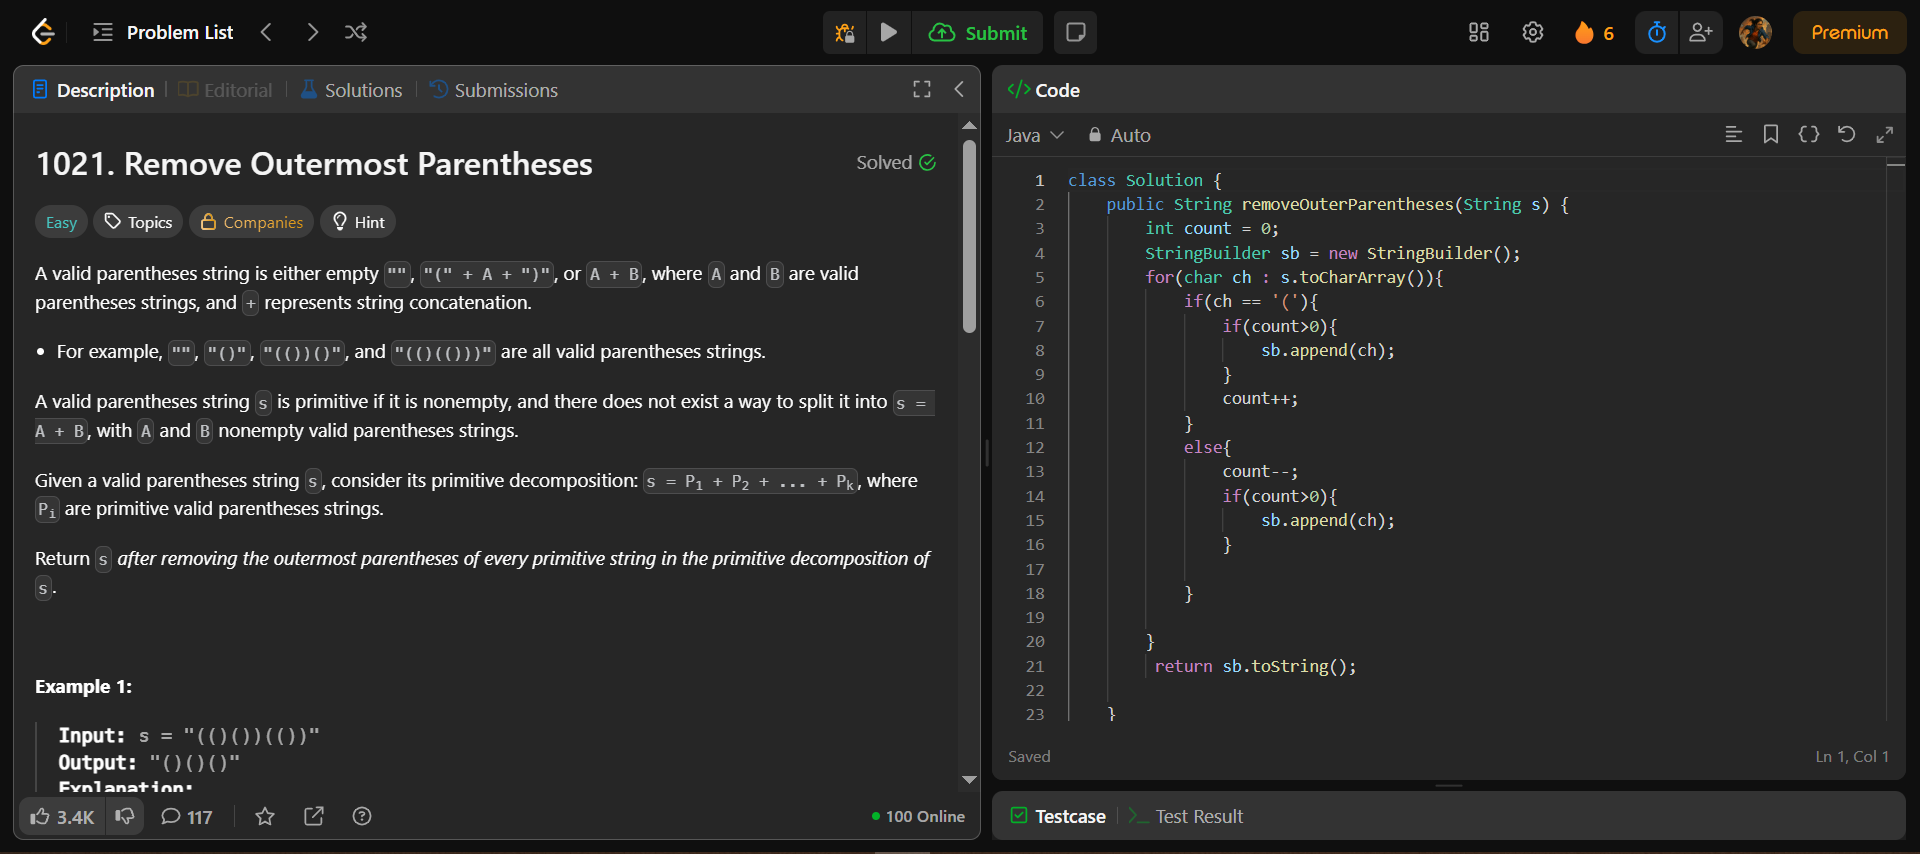 Problem List
Submit
6
Premium
Description
Editorial
Solutions
Submissions
1021. Remove Outermost Parentheses
Solved
Easy
Topics
Companies
Hint
A valid parentheses string is either empty "", "(" + A + ")", or A + B, where A and B are valid
parentheses strings, and + represents string concatenation.
• For example, "", "()", "(())()", and "(()(()))" are all valid parentheses strings.
A valid parentheses string s is primitive if it is nonempty, and there does not exist a way to split it into s =
A + B, with A and B nonempty valid parentheses strings.
Given a valid parentheses string s, consider its primitive decomposition: s = P1 + P2 + ... + Pk, where
Pi are primitive valid parentheses strings.
Return s after removing the outermost parentheses of every primitive string in the primitive decomposition of
s.
Example 1:
Input: s = "(()())(())"
Output: "()()()"
Explanation:
3.4K
117
100 Online
</> Code
Java
Auto
1 class Solution {
2 public String removeOuterParentheses(String s) {
3 int count = 0;
4 StringBuilder sb = new StringBuilder();
5 for(char ch : s.toCharArray()){
6 if(ch == '('){
7 if(count>0){
8 sb.append(ch);
9 }
10 count++;
11 }
12 else{
13 count--;
14 if(count>0){
15 sb.append(ch);
16 }
17
18 }
19
20 }
21 return sb.toString();
22
23 }
Saved
Ln 1, Col 1
Testcase
Test Result